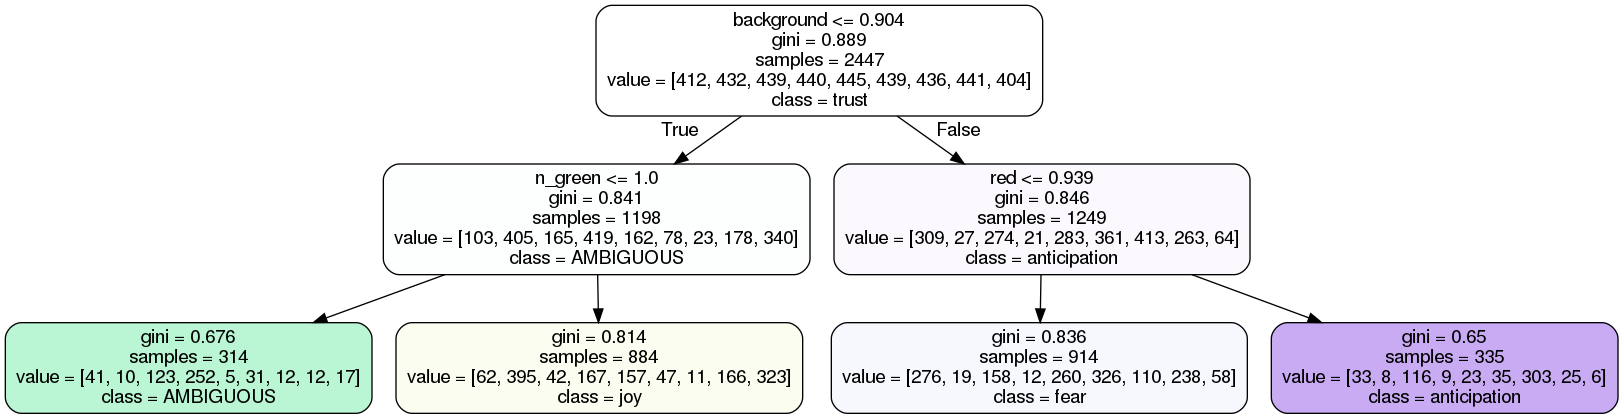 background <= 0.904
gini = 0.889
samples = 2447
value = [412, 432, 439, 440, 445, 439, 436, 441, 404]
class = trust
True
False
n_green <= 1.0
gini = 0.841
samples = 1198
value = [103, 405, 165, 419, 162, 78, 23, 178, 340]
class = AMBIGUOUS
red <= 0.939
gini = 0.846
samples = 1249
value = [309, 27, 274, 21, 283, 361, 413, 263, 64]
class = anticipation
gini = 0.676
samples = 314
value = [41, 10, 123, 252, 5, 31, 12, 12, 17]
class = AMBIGUOUS
gini = 0.814
samples = 884
value = [62, 395, 42, 167, 157, 47, 11, 166, 323]
class = joy
gini = 0.836
samples = 914
value = [276, 19, 158, 12, 260, 326, 110, 238, 58]
class = fear
gini = 0.65
samples = 335
value = [33, 8, 116, 9, 23, 35, 303, 25, 6]
class = anticipation